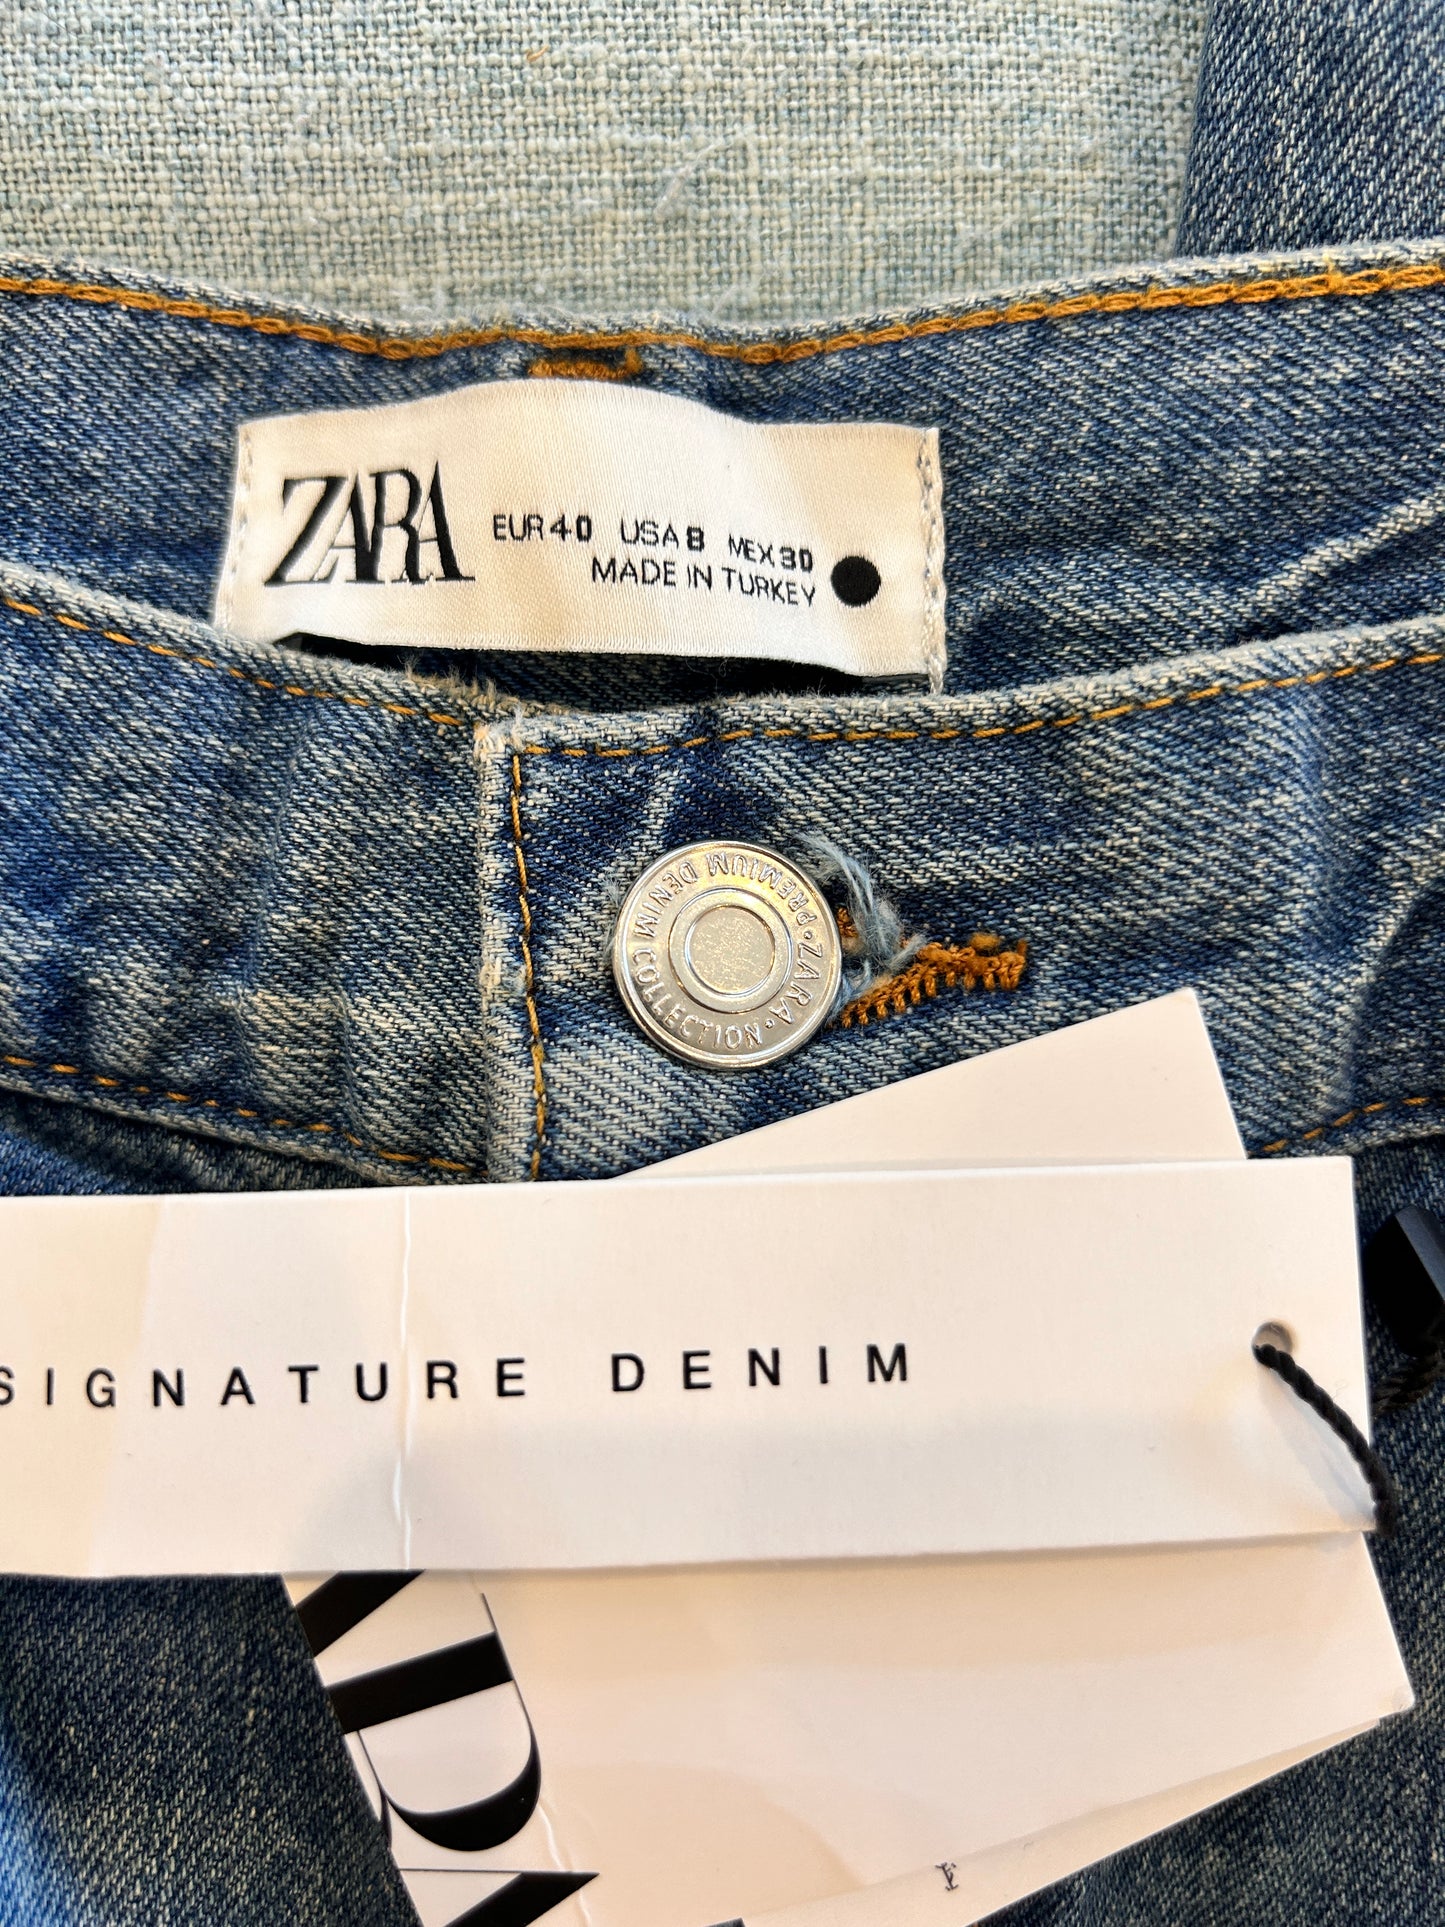 ZARA
EUR 40 USA 8 MEX 30
MADE IN TURKEY
ZARA • PREMIUM DENIM COLLECTION •
SIGNATURE DENIM